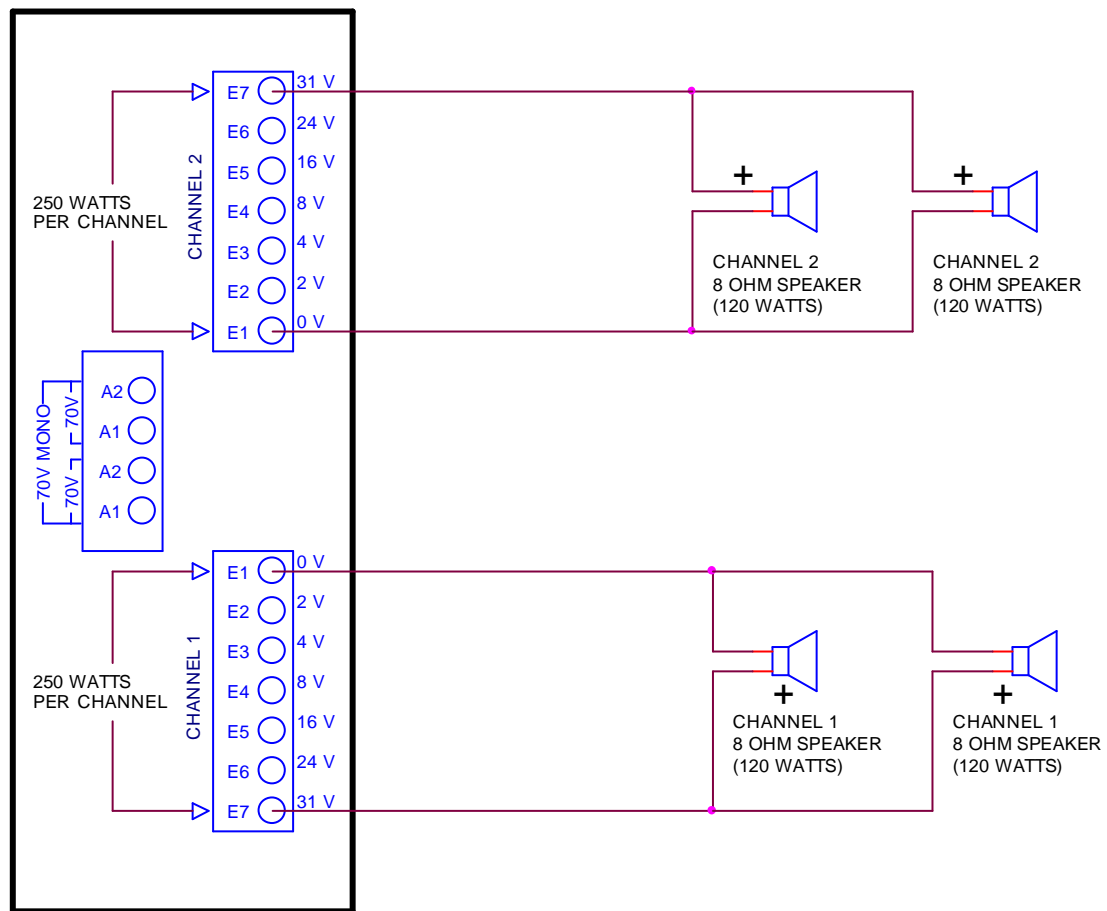 31 V
E7
24 V
E6
16 V
E5
8 V
E4
4 V
E3
2 V
E2
0 V
E1
CHANNEL 2
250 WATTS
PER CHANNEL
+
+
CHANNEL 2
8 OHM SPEAKER
(120 WATTS)
CHANNEL 2
8 OHM SPEAKER
(120 WATTS)
70V MONO
70V
70V
A2
A1
A2
A1
0 V
E1
2 V
E2
4 V
E3
8 V
E4
16 V
E5
24 V
E6
31 V
E7
CHANNEL 1
250 WATTS
PER CHANNEL
+
+
CHANNEL 1
8 OHM SPEAKER
(120 WATTS)
CHANNEL 1
8 OHM SPEAKER
(120 WATTS)